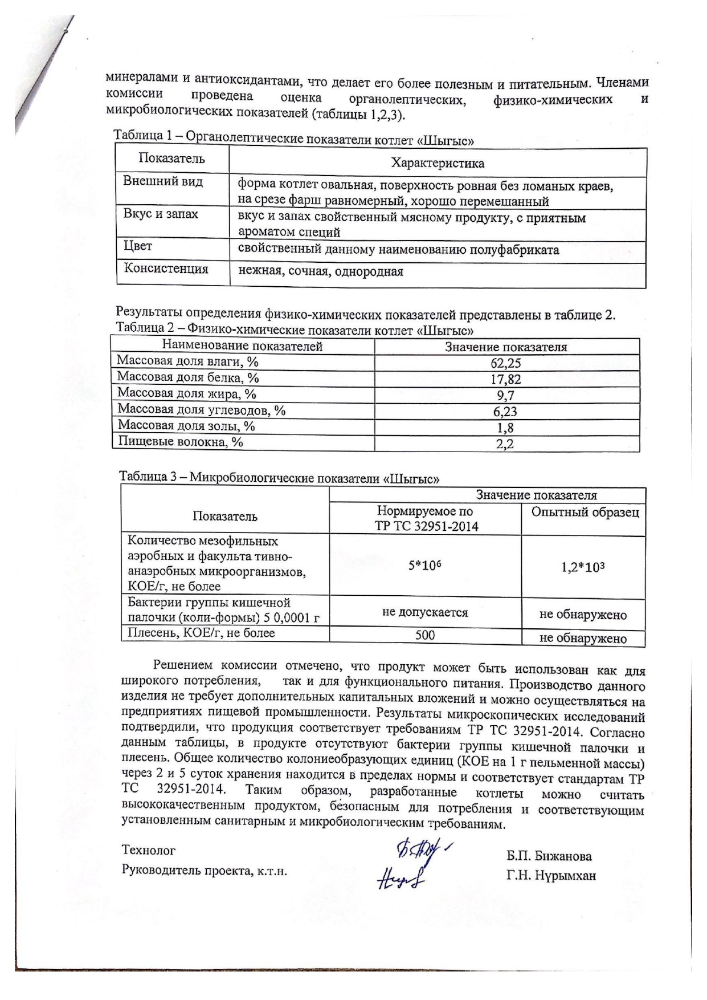 минералами и антиоксидантами, что делает его более полезным и питательным. Членами
комиссии проведена оценка органолептических, физико-химических и
микробиологических показателей (таблицы 1,2,3).
Таблица 1 – Органолептические показатели котлет «Шыгыс»
Показатель Характеристика
Внешний вид форма котлет овальная, поверхность ровная без ломаных краев,
на срезе фарш равномерный, хорошо перемешанный
Вкус и запах вкус и запах свойственный мясному продукту, с приятным
ароматом специй
Цвет свойственный данному наименованию полуфабриката
Консистенция нежная, сочная, однородная
Результаты определения физико-химических показателей представлены в таблице 2.
Таблица 2 – Физико-химические показатели котлет «Шыгыс»
Наименование показателей Значение показателя
Массовая доля влаги, % 62,25
Массовая доля белка, % 17,82
Массовая доля жира, % 9,7
Массовая доля углеводов, % 6,23
Массовая доля золы, % 1,8
Пищевые волокна, % 2,2
Таблица 3 – Микробиологические показатели «Шыгыс»
Показатель Значение показателя
Нормируемое по
ТР ТС 32951-2014
Опытный образец
Количество мезофильных
аэробных и факульта тивно-
анаэробных микроорганизмов,
КОЕ/г, не более
5*10⁶ 1,2*10³
Бактерии группы кишечной
палочки (коли-формы) 5 0,0001 г
не допускается не обнаружено
Плесень, КОЕ/г, не более 500 не обнаружено
Решением комиссии отмечено, что продукт может быть использован как для
широкого потребления, так и для функционального питания. Производство данного
изделия не требует дополнительных капитальных вложений и можно осуществляться на
предприятиях пищевой промышленности. Результаты микроскопических исследований
подтвердили, что продукция соответствует требованиям ТР ТС 32951-2014. Согласно
данным таблицы, в продукте отсутствуют бактерии группы кишечной палочки и
плесень. Общее количество колониеобразующих единиц (КОЕ на 1 г пельменной массы)
через 2 и 5 суток хранения находится в пределах нормы и соответствует стандартам ТР
ТС 32951-2014. Таким образом, разработанные котлеты можно считать
высококачественным продуктом, безопасным для потребления и соответствующим
установленным санитарным и микробиологическим требованиям.
Технолог Б.П. Бижанова
Руководитель проекта, к.т.н. Г.Н. Нұрымхан